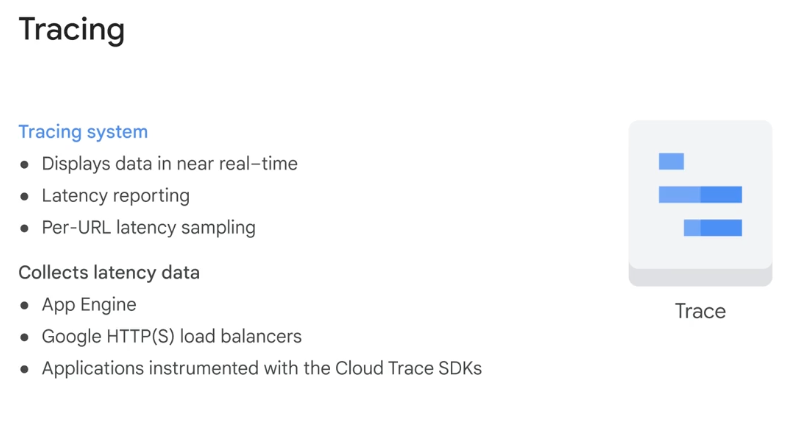 Tracing
Tracing system
● Displays data in near real-time
● Latency reporting
● Per-URL latency sampling
Collects latency data
● App Engine
● Google HTTP(S) load balancers
● Applications instrumented with the Cloud Trace SDKs
Trace